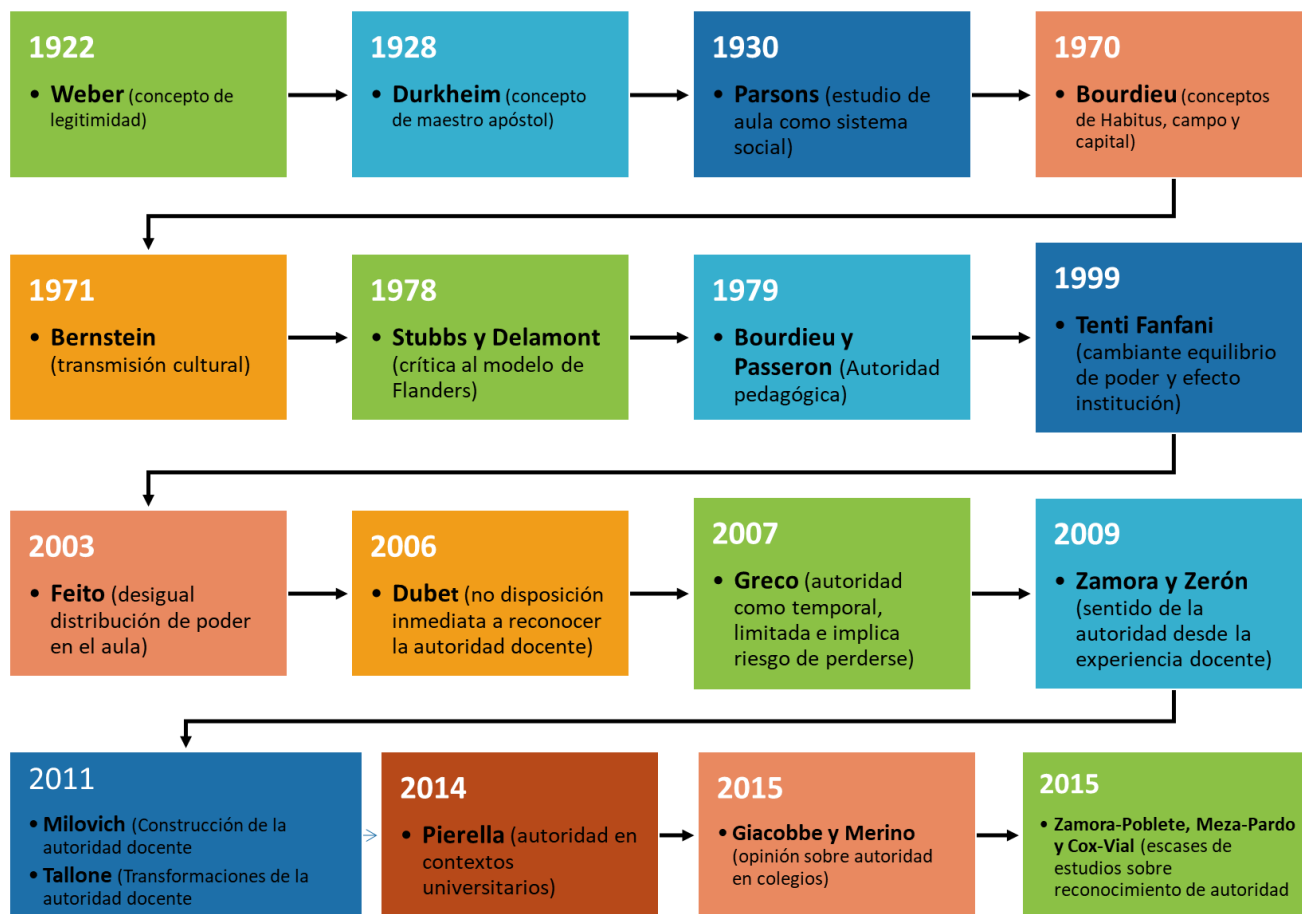 1922
• Weber (concepto de
legitimidad)
1928
• Durkheim (concepto
de maestro apóstol)
1930
• Parsons (estudio de
aula como sistema
social)
1970
• Bourdieu (conceptos
de Habitus, campo y
capital)
1971
• Bernstein
(transmisión cultural)
1978
• Stubbs y Delamont
(crítica al modelo de
Flanders)
1979
• Bourdieu y
Passeron (Autoridad
pedagógica)
1999
• Tenti Fanfani
(cambiante equilibrio
de poder y efecto
institución)
2003
• Feito (desigual
distribución de poder
en el aula)
2006
• Dubet (no disposición
inmediata a reconocer
la autoridad docente)
2007
• Greco (autoridad
como temporal,
limitada e implica
riesgo de perderse)
2009
• Zamora y Zerón
(sentido de la
autoridad desde la
experiencia docente)
2011
• Milovich (Construcción de la
autoridad docente
• Tallone (Transformaciones de la
autoridad docente
2014
• Pierella (autoridad en
contextos
universitarios)
2015
• Giacobbe y Merino
(opinión sobre autoridad
en colegios)
2015
• Zamora-Poblete, Meza-Pardo
y Cox-Vial (escases de
estudios sobre
reconocimiento de autoridad